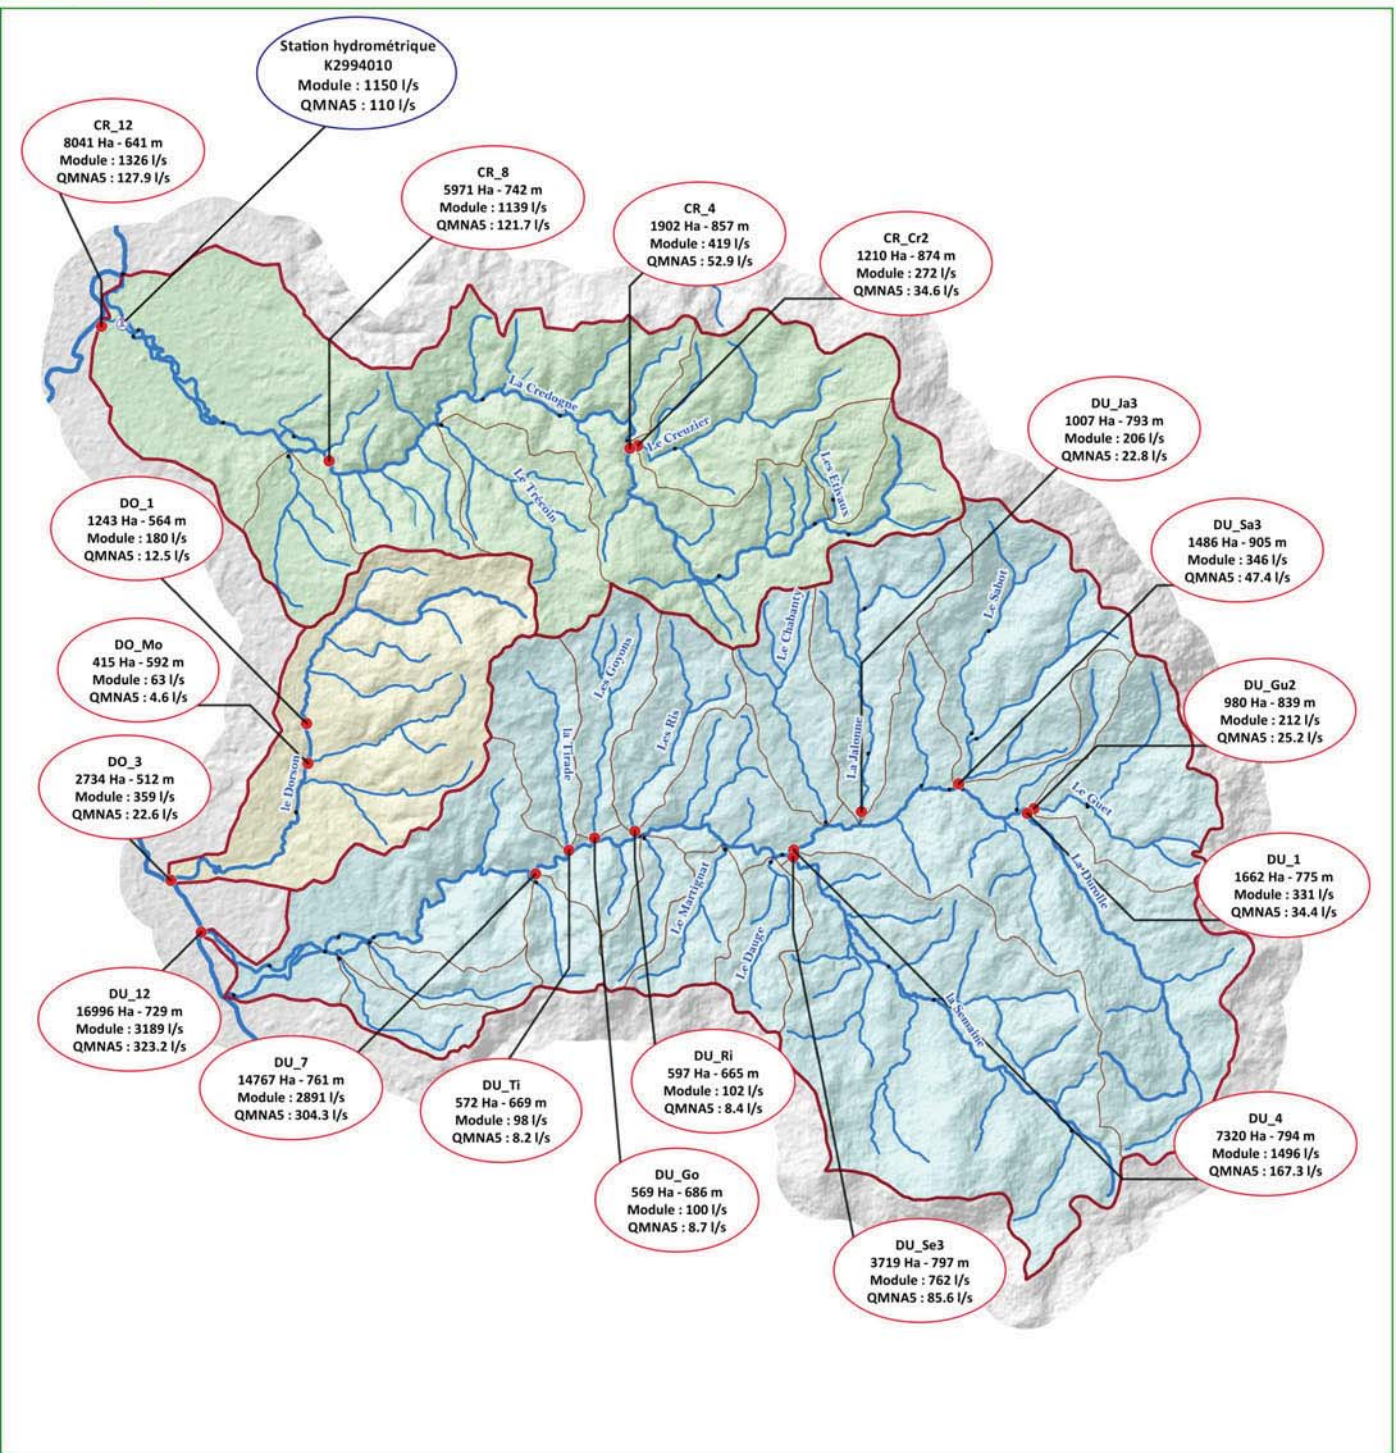 Station hydrométrique
K2994010
Module : 1150 l/s
QMNA5 : 110 l/s
CR_12
8041 Ha - 641 m
Module : 1326 l/s
QMNA5 : 127.9 l/s
CR_8
5971 Ha - 742 m
Module : 1139 l/s
QMNA5 : 121.7 l/s
CR_4
1902 Ha - 857 m
Module : 419 l/s
QMNA5 : 52.9 l/s
CR_Cr2
1210 Ha - 874 m
Module : 272 l/s
QMNA5 : 34.6 l/s
DU_Ja3
1007 Ha - 793 m
Module : 206 l/s
QMNA5 : 22.8 l/s
La Credogne
Le Creuzier
Le Trécoin
Les Etivaux
DO_1
1243 Ha - 564 m
Module : 180 l/s
QMNA5 : 12.5 l/s
DU_Sa3
1486 Ha - 905 m
Module : 346 l/s
QMNA5 : 47.4 l/s
Le Sabot
Le Chabanty
Les Goyons
DO_Mo
415 Ha - 592 m
Module : 63 l/s
QMNA5 : 4.6 l/s
DU_Gu2
980 Ha - 839 m
Module : 212 l/s
QMNA5 : 25.2 l/s
la Tirade
Les Ris
La Jalonne
DO_3
2734 Ha - 512 m
Module : 359 l/s
QMNA5 : 22.6 l/s
le Dorson
Le Guet
La Durolle
DU_1
1662 Ha - 775 m
Module : 331 l/s
QMNA5 : 34.4 l/s
Le Martignat
Le Dauge
la Semaine
DU_12
16996 Ha - 729 m
Module : 3189 l/s
QMNA5 : 323.2 l/s
DU_7
14767 Ha - 761 m
Module : 2891 l/s
QMNA5 : 304.3 l/s
DU_Ti
572 Ha - 669 m
Module : 98 l/s
QMNA5 : 8.2 l/s
DU_Ri
597 Ha - 665 m
Module : 102 l/s
QMNA5 : 8.4 l/s
DU_4
7320 Ha - 794 m
Module : 1496 l/s
QMNA5 : 167.3 l/s
DU_Go
569 Ha - 686 m
Module : 100 l/s
QMNA5 : 8.7 l/s
DU_Se3
3719 Ha - 797 m
Module : 762 l/s
QMNA5 : 85.6 l/s